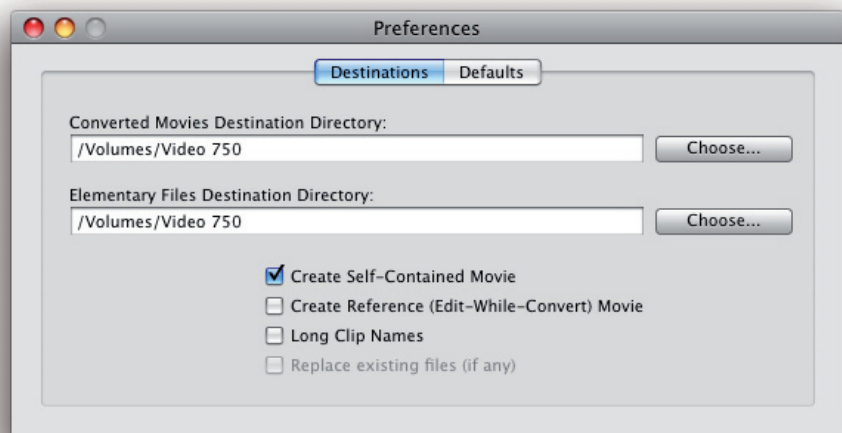 Preferences
Destinations Defaults
Converted Movies Destination Directory:
/Volumes/Video 750 Choose...
Elementary Files Destination Directory:
/Volumes/Video 750 Choose...
Create Self-Contained Movie
Create Reference (Edit-While-Convert) Movie
Long Clip Names
Replace existing files (if any)